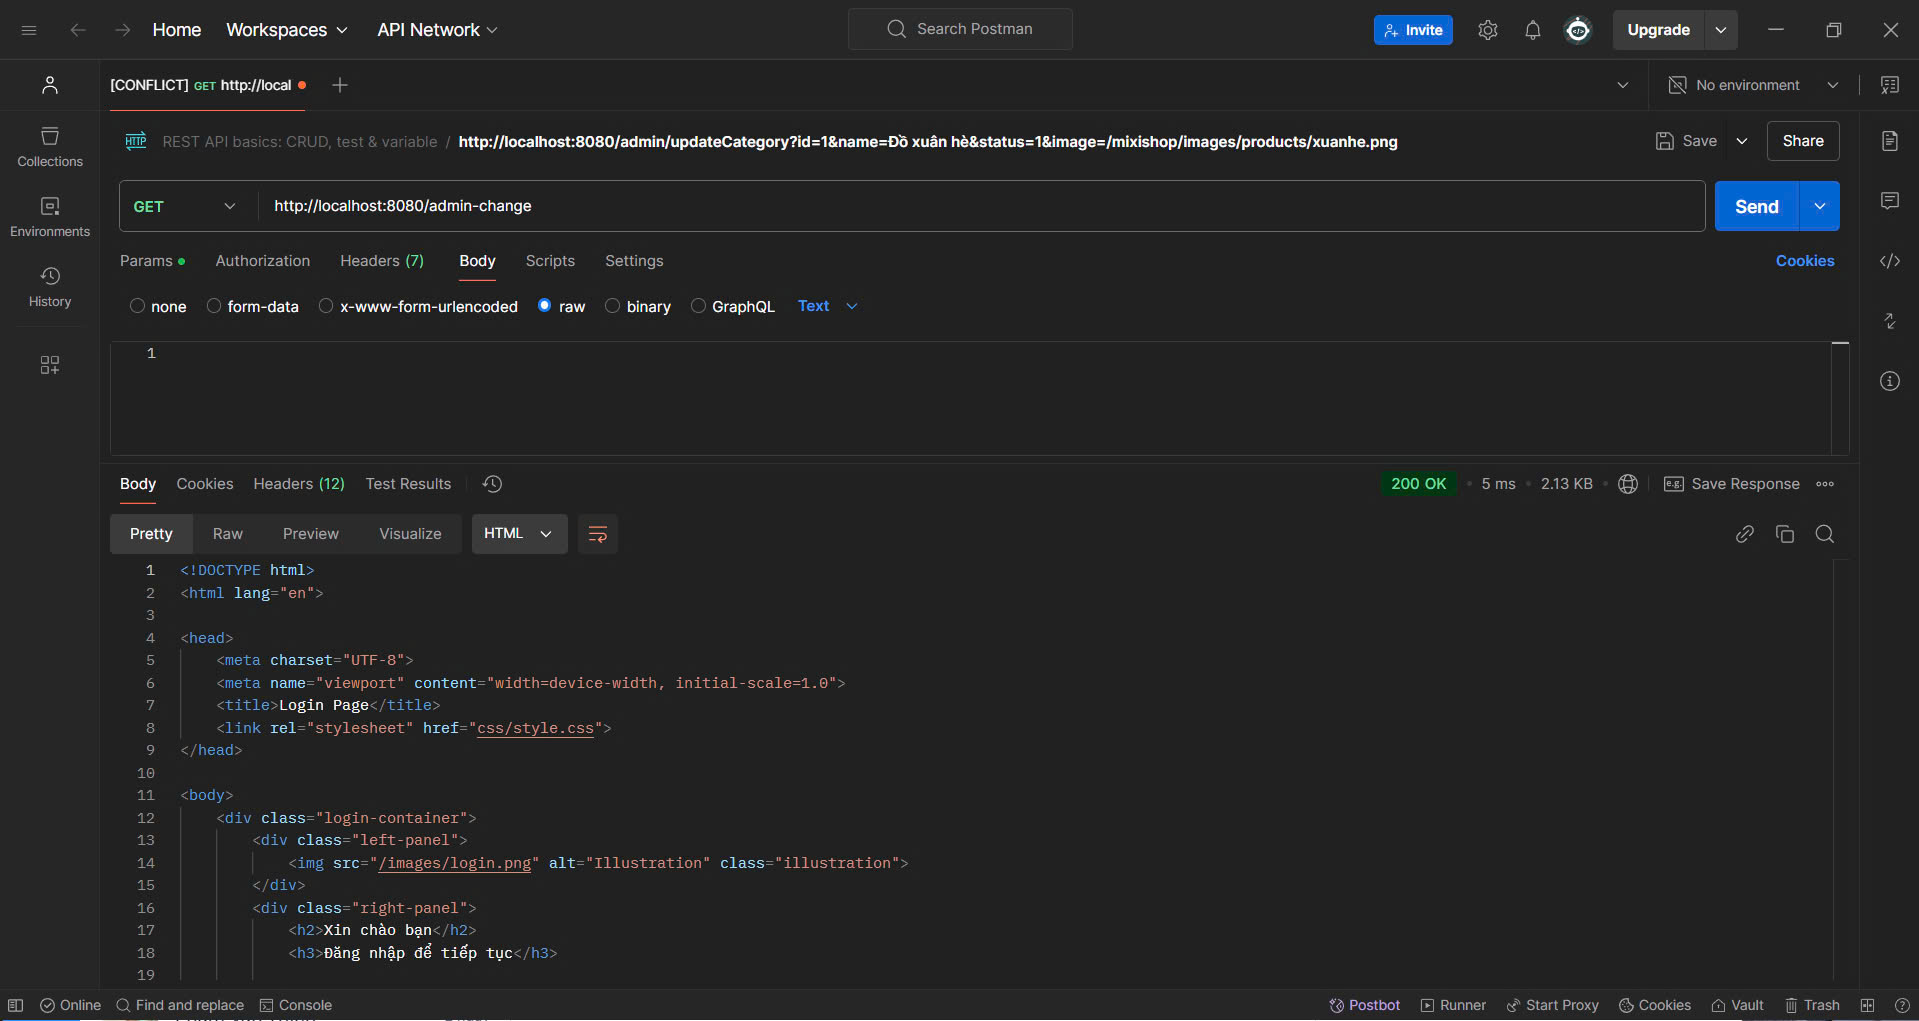 Home Workspaces API Network Search Postman Invite Upgrade
[CONFLICT] GET http://local No environment
REST API basics: CRUD, test & variable / http://localhost:8080/admin/updateCategory?id=1&name=Đồ xuân hè&status=1&image=/mixishop/images/products/xuanhe.png Save Share
Collections
GET http://localhost:8080/admin-change Send
Environments
Params Authorization Headers (7) Body Scripts Settings Cookies
History
none form-data x-www-form-urlencoded raw binary GraphQL Text
1
Body Cookies Headers (12) Test Results 200 OK 5 ms 2.13 KB e.g. Save Response
Pretty Raw Preview Visualize HTML
1 <!DOCTYPE html>
2 <html lang="en">
3
4 <head>
5 <meta charset="UTF-8">
6 <meta name="viewport" content="width=device-width, initial-scale=1.0">
7 <title>Login Page</title>
8 <link rel="stylesheet" href="css/style.css">
9 </head>
10
11 <body>
12 <div class="login-container">
13 <div class="left-panel">
14 <img src="/images/login.png" alt="Illustration" class="illustration">
15 </div>
16 <div class="right-panel">
17 <h2>Xin chào bạn</h2>
18 <h3>Đăng nhập để tiếp tục</h3>
19
Online Find and replace Console Postbot Runner Start Proxy Cookies Vault Trash